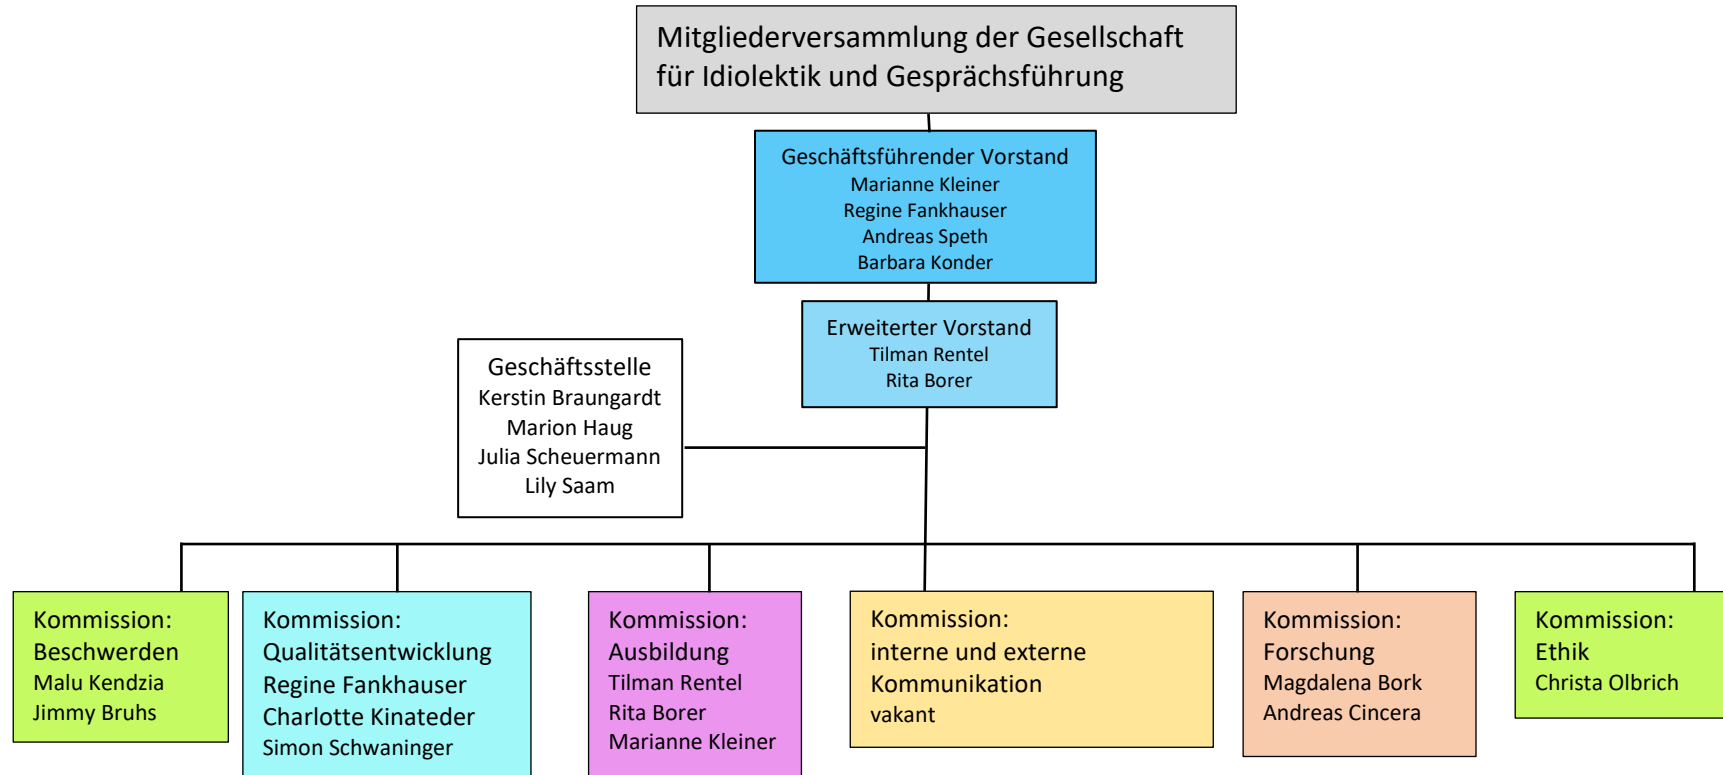 Mitgliederversammlung der Gesellschaft
für Idiolektik und Gesprächsführung
Geschäftsführender Vorstand
Marianne Kleiner
Regine Fankhauser
Andreas Speth
Barbara Konder
Erweiterter Vorstand
Tilman Rentel
Rita Borer
Geschäftsstelle
Kerstin Braungardt
Marion Haug
Julia Scheuermann
Lily Saam
Kommission:
Beschwerden
Malu Kendzia
Jimmy Bruhs
Kommission:
Qualitätsentwicklung
Regine Fankhauser
Charlotte Kinateder
Simon Schwaninger
Kommission:
Ausbildung
Tilman Rentel
Rita Borer
Marianne Kleiner
Kommission:
interne und externe
Kommunikation
vakant
Kommission:
Forschung
Magdalena Bork
Andreas Cincera
Kommission:
Ethik
Christa Olbrich